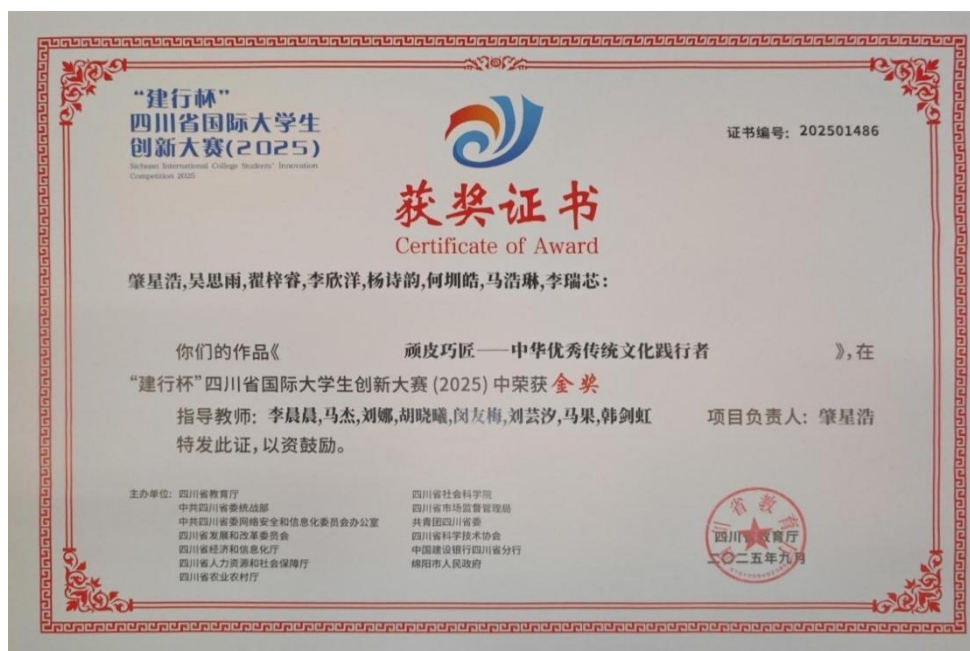 “建行杯”
四川省国际大学生
创新大赛(2025)
Sichuan International College Students' Innovation
Competition 2025
证书编号: 202501486
获奖证书
Certificate of Award
肇星浩,吴思雨,翟梓睿,李欣洋,杨诗韵,何圳皓,马浩琳,李瑞芯:
你们的作品《 顽皮巧匠——中华优秀传统文化践行者 》,在
“建行杯”四川省国际大学生创新大赛 (2025) 中荣获 金奖
指导教师: 李晨晨,马杰,刘娜,胡晓曦,闵友梅,刘芸汐,马果,韩剑虹 项目负责人: 肇星浩
特发此证,以资鼓励。
主办单位: 四川省教育厅
中共四川省委统战部
中共四川省委网络安全和信息化委员会办公室
四川省发展和改革委员会
四川省经济和信息化厅
四川省人力资源和社会保障厅
四川省农业农村厅
四川省社会科学院
四川省市场监督管理局
共青团四川省委
四川省科学技术协会
中国建设银行四川省分行
绵阳市人民政府
四川省教育厅
二〇二五年九月